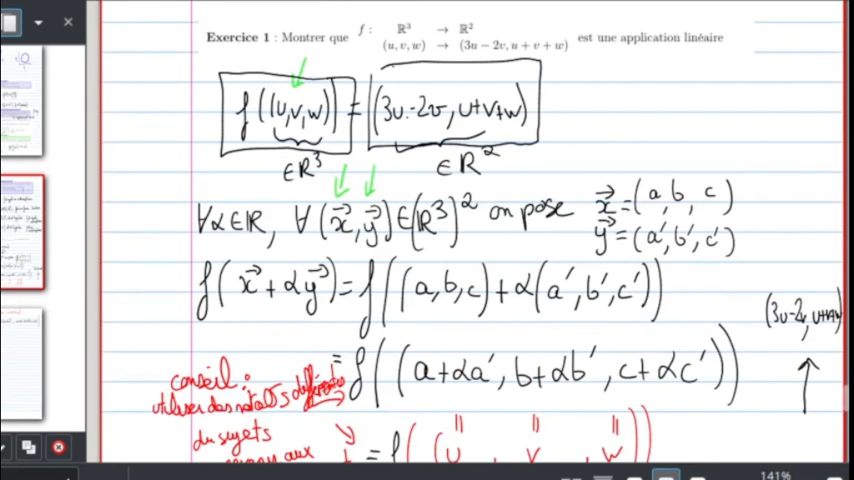 Exercice 1 : Montrer que f : ℝ³ → ℝ² est une application linéaire
(u, v, w) → (3u − 2v, u + v + w)
f((u,v,w)) = (3u-2v, u+v+w)
∈ℝ³ ∈ℝ²
∀α∈ℝ, ∀(x⃗,y⃗)∈(ℝ³)² on pose x⃗=(a,b,c)
y⃗=(a',b',c')
f(x⃗+αy⃗)=f((a,b,c)+α(a',b',c'))
(3u-2v, u+v+w)
=f((a+αa', b+αb', c+αc'))
conseil:
utiliser des différentes
du sujets
aux =f((u, v, w))
141%